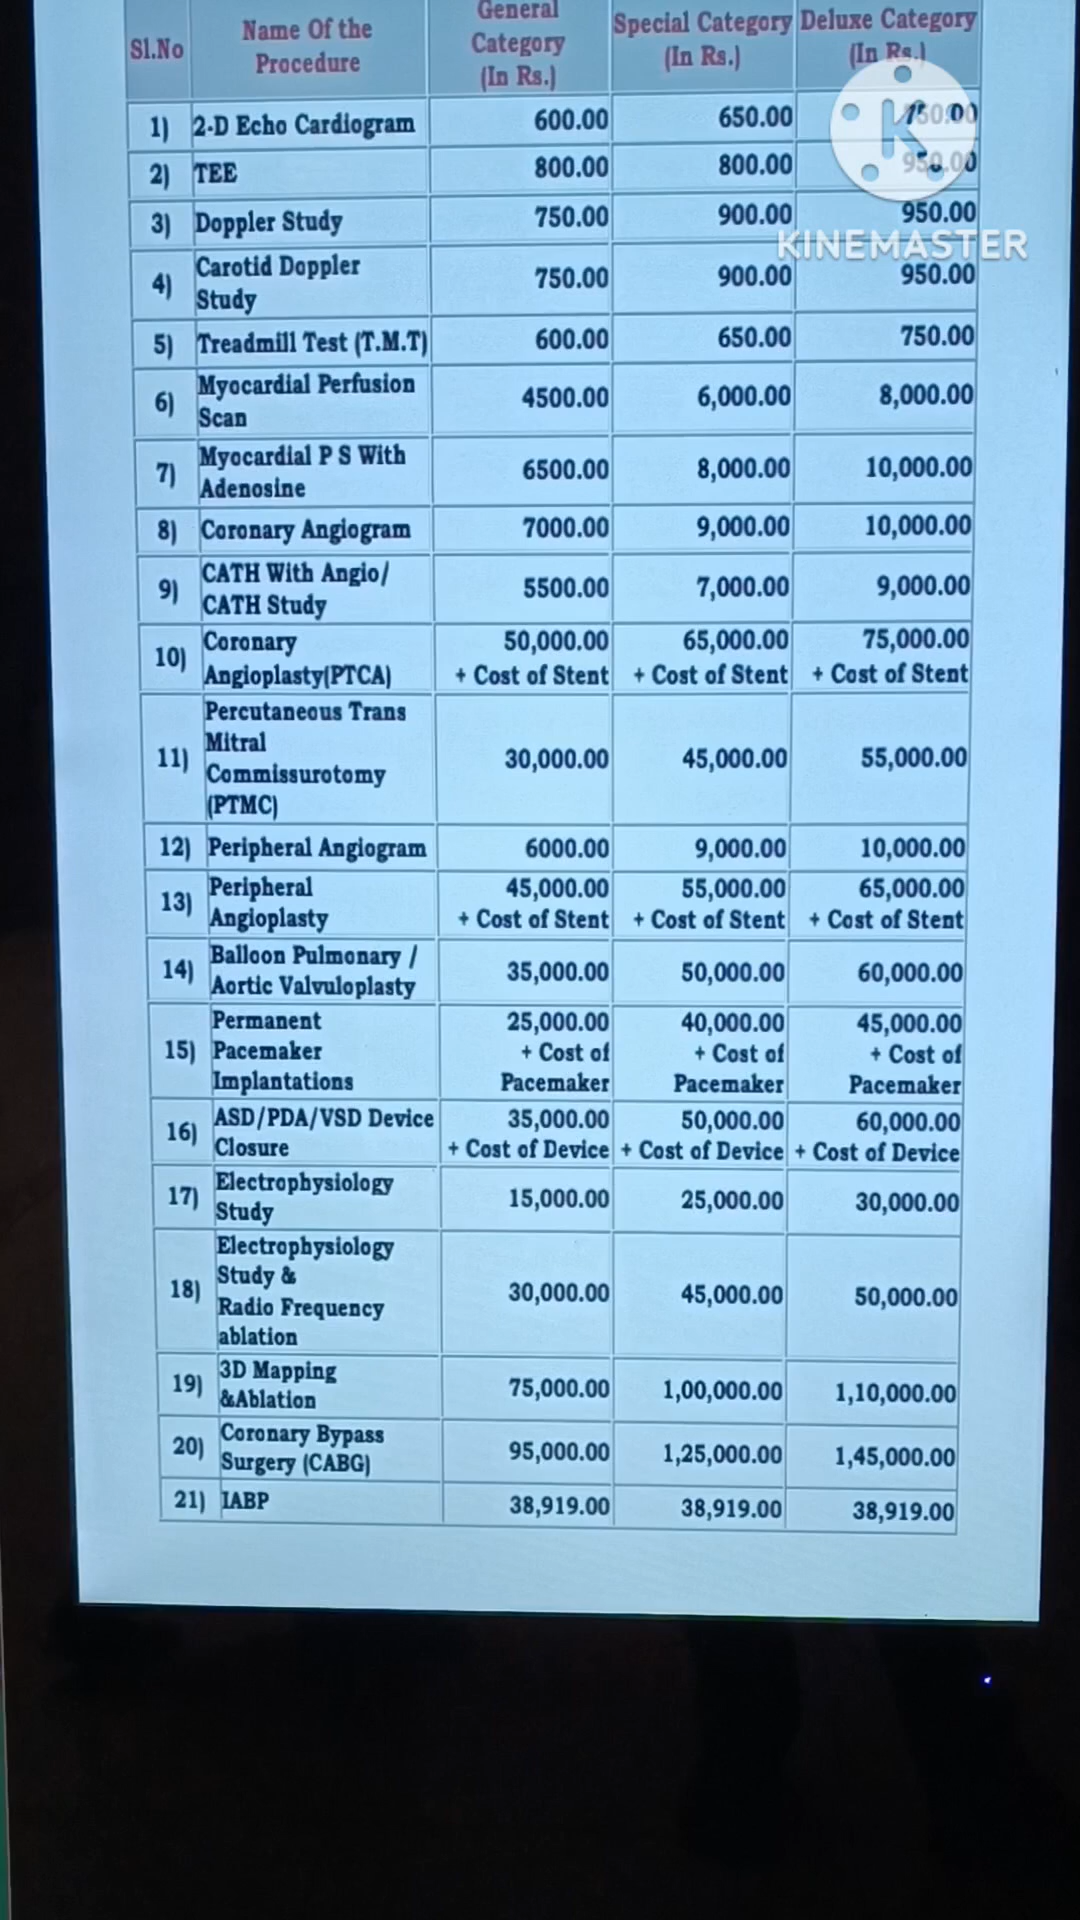 Sl.No
Name Of the
Procedure
General
Category
(In Rs.)
Special Category
(In Rs.)
Deluxe Category
(In Rs.)
1) 2-D Echo Cardiogram 600.00 650.00 750.00
2) TEE 800.00 800.00 950.00
3) Doppler Study 750.00 900.00 950.00
KINEMASTER
4) Carotid Doppler
Study
750.00 900.00 950.00
5) Treadmill Test (T.M.T) 600.00 650.00 750.00
6) Myocardial Perfusion
Scan
4500.00 6,000.00 8,000.00
7) Myocardial P S With
Adenosine
6500.00 8,000.00 10,000.00
8) Coronary Angiogram 7000.00 9,000.00 10,000.00
9) CATH With Angio/
CATH Study
5500.00 7,000.00 9,000.00
10) Coronary
Angioplasty(PTCA)
50,000.00
+ Cost of Stent
65,000.00
+ Cost of Stent
75,000.00
+ Cost of Stent
11) Percutaneous Trans
Mitral
Commissurotomy
(PTMC)
30,000.00 45,000.00 55,000.00
12) Peripheral Angiogram 6000.00 9,000.00 10,000.00
13) Peripheral
Angioplasty
45,000.00
+ Cost of Stent
55,000.00
+ Cost of Stent
65,000.00
+ Cost of Stent
14) Balloon Pulmonary /
Aortic Valvuloplasty
35,000.00 50,000.00 60,000.00
15) Permanent
Pacemaker
Implantations
25,000.00
+ Cost of
Pacemaker
40,000.00
+ Cost of
Pacemaker
45,000.00
+ Cost of
Pacemaker
16) ASD/PDA/VSD Device
Closure
35,000.00
+ Cost of Device
50,000.00
+ Cost of Device
60,000.00
+ Cost of Device
17) Electrophysiology
Study
15,000.00 25,000.00 30,000.00
18) Electrophysiology
Study &
Radio Frequency
ablation
30,000.00 45,000.00 50,000.00
19) 3D Mapping
&Ablation
75,000.00 1,00,000.00 1,10,000.00
20) Coronary Bypass
Surgery (CABG)
95,000.00 1,25,000.00 1,45,000.00
21) IABP 38,919.00 38,919.00 38,919.00